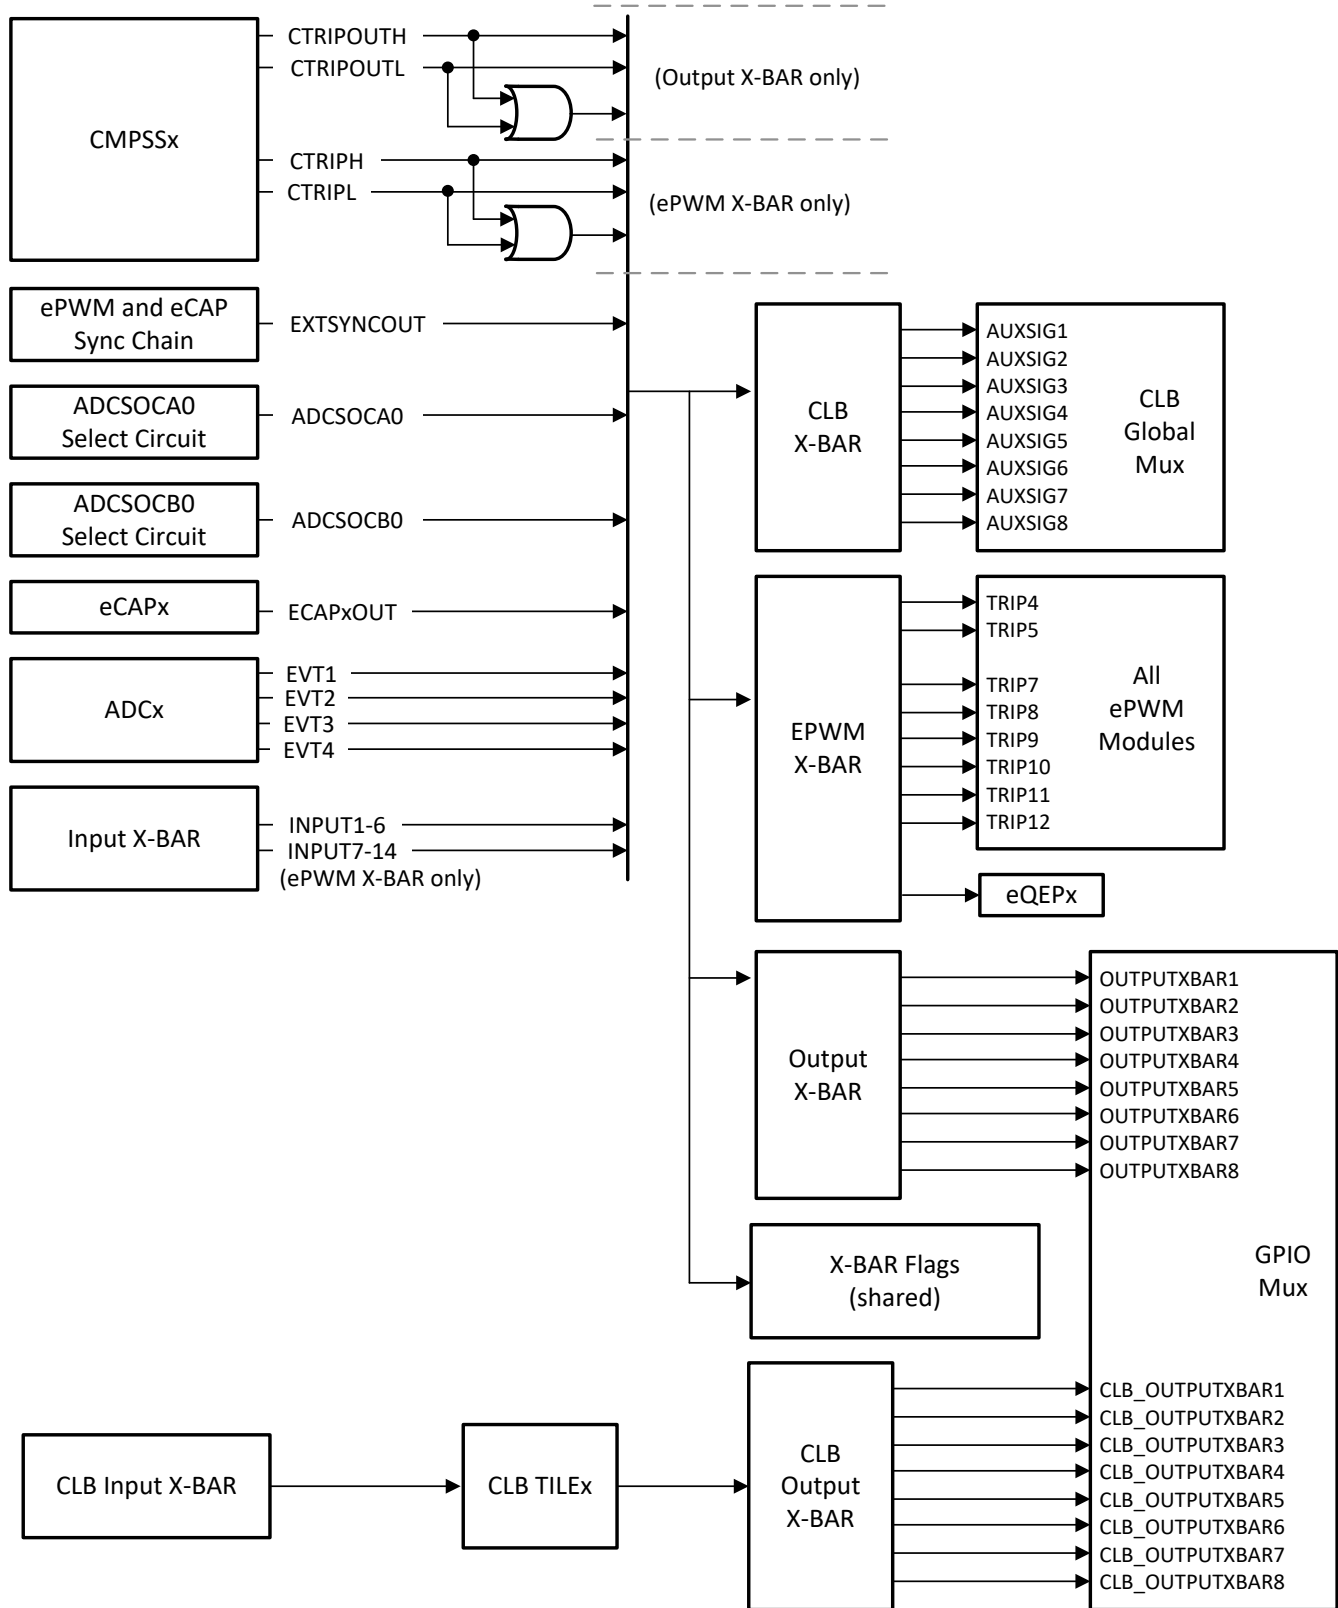 CTRIPOUTH
CTRIPOUTL
(Output X-BAR only)
CMPSSx
CTRIPH
CTRIPL
(ePWM X-BAR only)
ePWM and eCAP
Sync Chain
EXTSYNCOUT
ADCSOCA0
Select Circuit
ADCSOCA0
ADCSOCB0
Select Circuit
ADCSOCB0
eCAPx
ECAPxOUT
ADCx
EVT1
EVT2
EVT3
EVT4
Input X-BAR
INPUT1-6
INPUT7-14
(ePWM X-BAR only)
CLB
X-BAR
AUXSIG1
AUXSIG2
AUXSIG3
AUXSIG4
AUXSIG5
AUXSIG6
AUXSIG7
AUXSIG8
CLB
Global
Mux
EPWM
X-BAR
TRIP4
TRIP5
TRIP7
TRIP8
TRIP9
TRIP10
TRIP11
TRIP12
All
ePWM
Modules
eQEPx
Output
X-BAR
OUTPUTXBAR1
OUTPUTXBAR2
OUTPUTXBAR3
OUTPUTXBAR4
OUTPUTXBAR5
OUTPUTXBAR6
OUTPUTXBAR7
OUTPUTXBAR8
X-BAR Flags
(shared)
GPIO
Mux
CLB Input X-BAR
CLB TILEx
CLB
Output
X-BAR
CLB_OUTPUTXBAR1
CLB_OUTPUTXBAR2
CLB_OUTPUTXBAR3
CLB_OUTPUTXBAR4
CLB_OUTPUTXBAR5
CLB_OUTPUTXBAR6
CLB_OUTPUTXBAR7
CLB_OUTPUTXBAR8